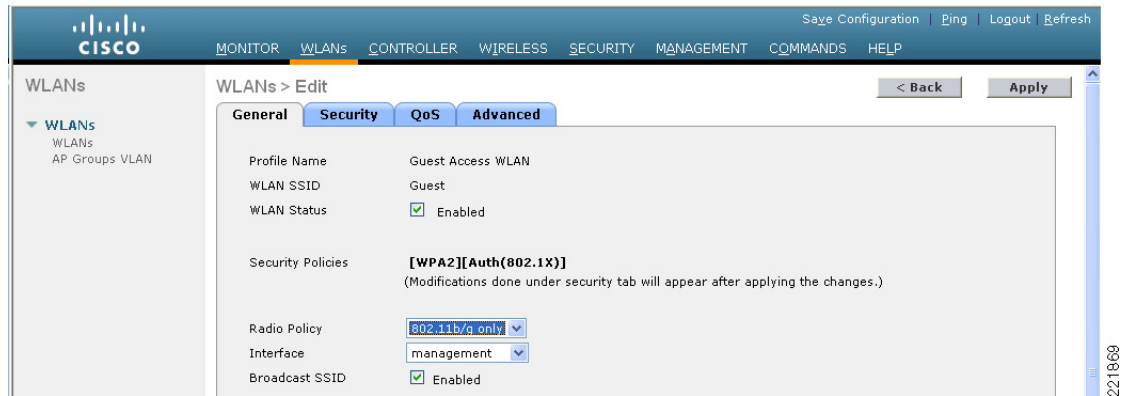 Save Configuration | Ping | Logout | Refresh
CISCO
MONITOR WLANs CONTROLLER WIRELESS SECURITY MANAGEMENT COMMANDS HELP
WLANs
WLANs
WLANs
AP Groups VLAN
WLANs > Edit
< Back
Apply
General Security QoS Advanced
Profile Name Guest Access WLAN
WLAN SSID Guest
WLAN Status Enabled
Security Policies [WPA2][Auth(802.1X)]
(Modifications done under security tab will appear after applying the changes.)
Radio Policy 802.11b/g only
Interface management
Broadcast SSID Enabled
221869